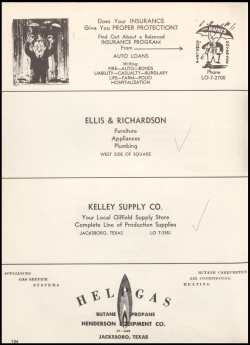 Does Your INSURANCE
Give You PROPER PROTECTION?
Find Out About a Balanced
INSURANCE PROGRAM
From
AUTO LOANS
Writing
FIRE—AUTO—BONDS
LIABILITY—CASUALTY—BURGLARY
LIFE—FARM—POLIO
HOSPITALIZATION
Phone
LO-7-2700
ELLIS & RICHARDSON
Furniture
Appliances
Plumbing
WEST SIDE OF SQUARE
KELLEY SUPPLY CO.
Your Local Oilfield Supply Store
Complete Line of Production Supplies
JACKSBORO, TEXAS LO 7-2251
APPLIANCES
GAS SERVICE
SYSTEMS
BUTANE CARBURETION
AIR CONDITIONING
HEATING
HEL GAS
BUTANE PROPANE
HENDERSON EQUIPMENT CO.
JACKSBORO, TEXAS